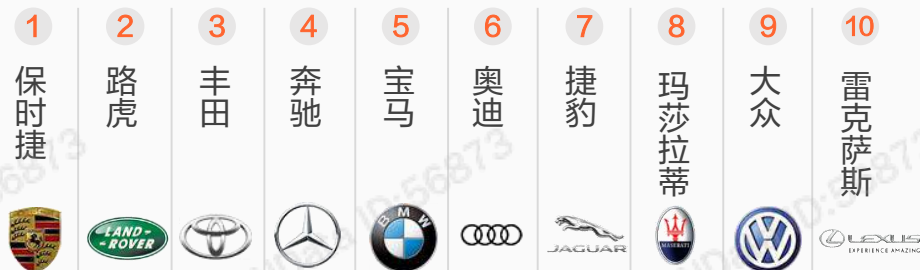 1
保时捷
2
路虎
LAND-
-ROVER
3
丰田
4
奔驰
5
宝马
BMW
6
奥迪
7
捷豹
JAGUAR
8
玛莎拉蒂
MASERATI
9
大众
10
雷克萨斯
LEXUS
EXPERIENCE AMAZING
ID:56873